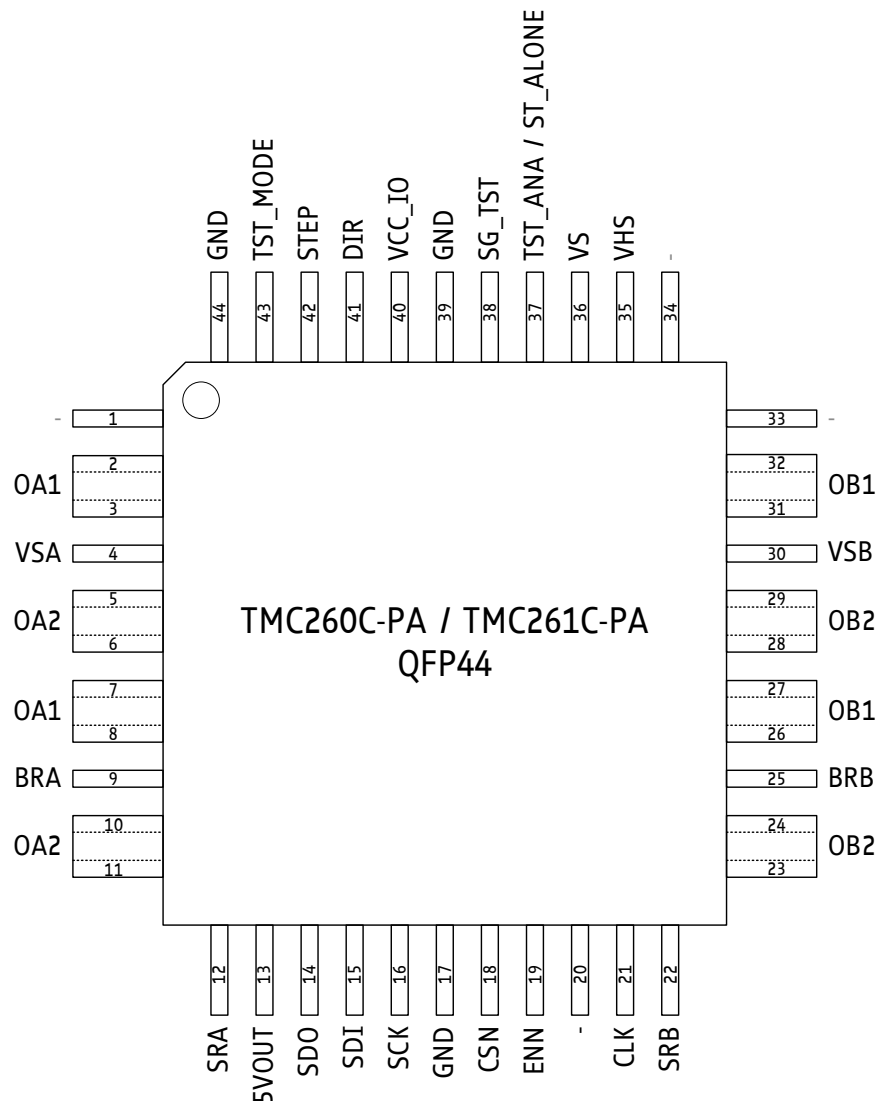 GND
TST_MODE
STEP
DIR
VCC_IO
GND
SG_TST
TST_ANA / ST_ALONE
VS
VHS
-
44
43
42
41
40
39
38
37
36
35
34
- 1
OA1 2
3
VSA 4
OA2 5
6
OA1 7
8
BRA 9
OA2 10
11
TMC260C-PA / TMC261C-PA
QFP44
33 -
32 OB1
31
30 VSB
29 OB2
28
27 OB1
26
25 BRB
24 OB2
23
12
13
14
15
16
17
18
19
20
21
22
SRA
5VOUT
SDO
SDI
SCK
GND
CSN
ENN
-
CLK
SRB